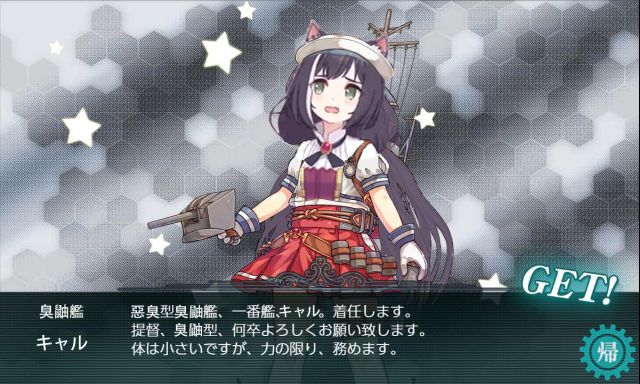 GET!
臭鼬艦
キャル
惡臭型臭鼬艦、一番艦､キャル。着任します。
提督、臭鼬型、何卒よろしくお願い致します。
体は小さいですが、力の限り、務めます。
帰